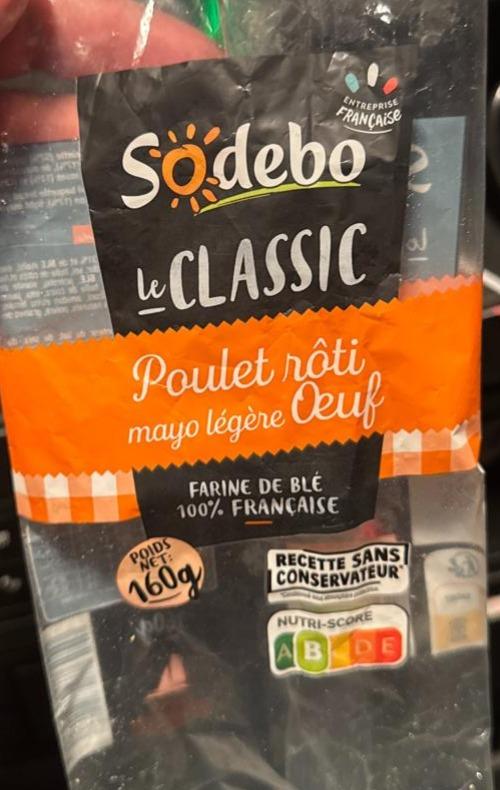 ENTREPRISE
FRANÇAISE
Sodebo
le CLASSIC
Poulet rôti
mayo légère Œuf
FARINE DE BLÉ
100% FRANÇAISE
POIDS
NET:
160g
RECETTE SANS
CONSERVATEUR*
NUTRI-SCORE
A B C D E